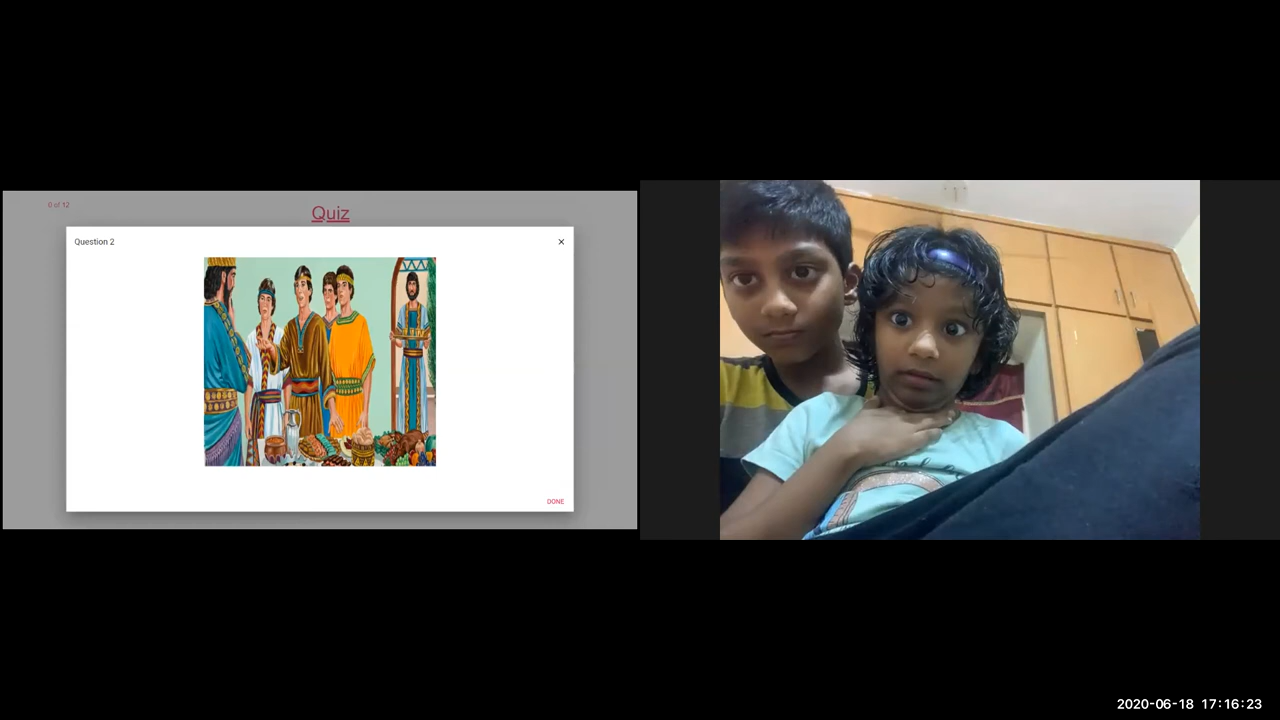 0 of 12
Quiz
Question 2
×
DONE
2020-06-18 17:16:23